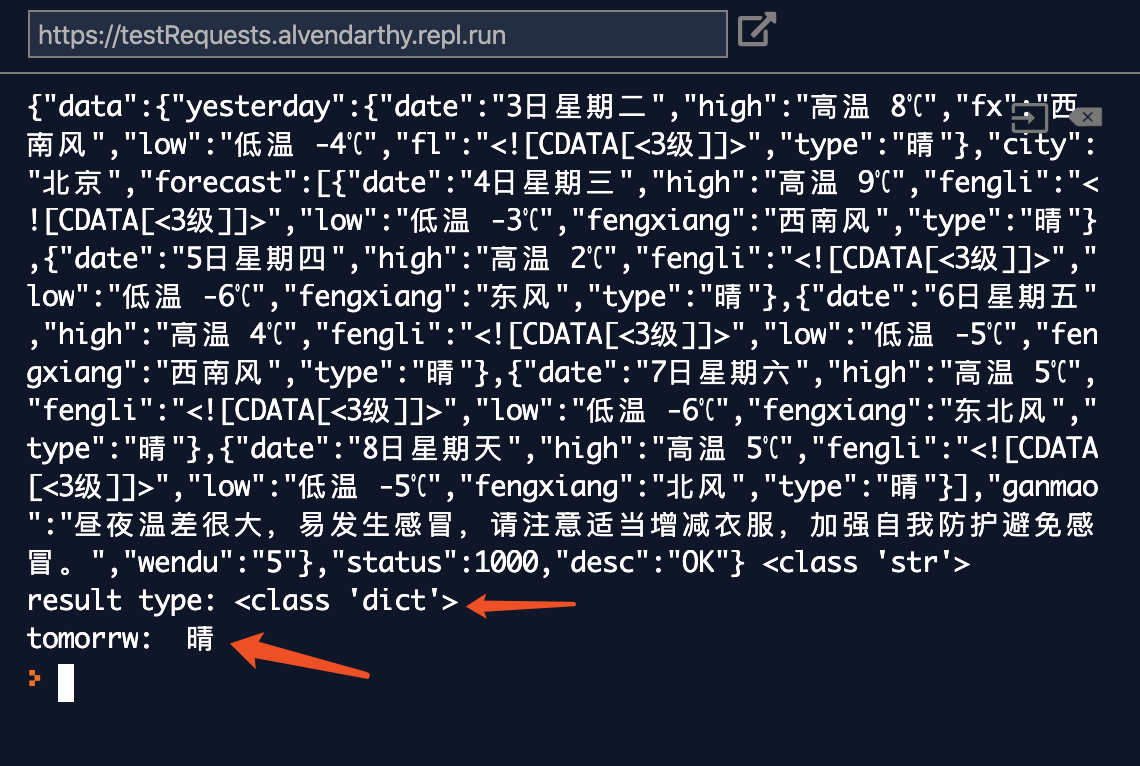 https://testRequests.alvendarthy.repl.run
{"data":{"yesterday":{"date":"3日星期二","high":"高温 8℃","fx":"西
南风","low":"低温 -4℃","fl":"<![CDATA[<3级]]>","type":"晴"},"city":
"北京","forecast":[{"date":"4日星期三","high":"高温 9℃","fengli":"<
![CDATA[<3级]]>","low":"低温 -3℃","fengxiang":"西南风","type":"晴"}
,{"date":"5日星期四","high":"高温 2℃","fengli":"<![CDATA[<3级]]>","
low":"低温 -6℃","fengxiang":"东风","type":"晴"},{"date":"6日星期五"
,"high":"高温 4℃","fengli":"<![CDATA[<3级]]>","low":"低温 -5℃","fen
gxiang":"西南风","type":"晴"},{"date":"7日星期六","high":"高温 5℃",
"fengli":"<![CDATA[<3级]]>","low":"低温 -6℃","fengxiang":"东北风","
type":"晴"},{"date":"8日星期天","high":"高温 5℃","fengli":"<![CDATA
[<3级]]>","low":"低温 -5℃","fengxiang":"北风","type":"晴"}],"ganmao
":"昼夜温差很大，易发生感冒，请注意适当增减衣服，加强自我防护避免感
冒。","wendu":"5"},"status":1000,"desc":"OK"} <class 'str'>
result type: <class 'dict'>
tomorrw:  晴